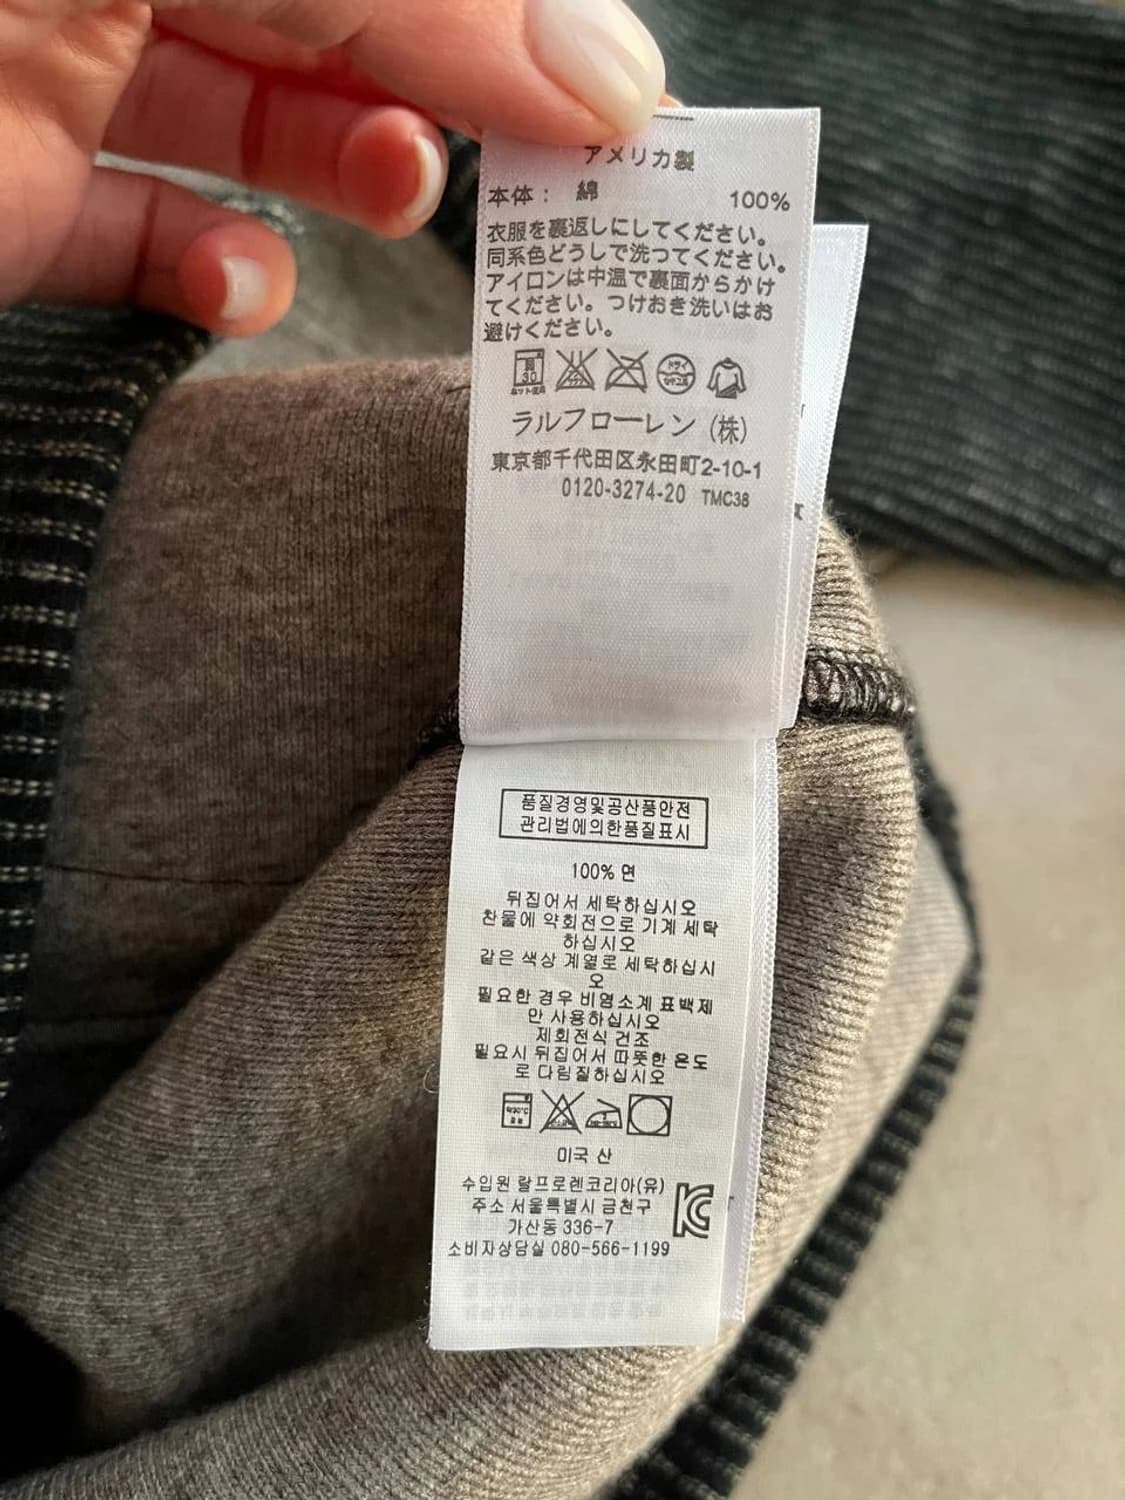 アメリカ製
本体： 綿 100%
衣服を裏返しにしてください。
同系色どうしで洗つてください。
アイロンは中温で裏面からかけ
てください。つけおき洗いはお
避けください。
30
ネット使用
ドライ
ラルフローレン (株)
東京都千代田区永田町2-10-1
0120-3274-20 TMC38
품질경영및공산품안전
관리법에의한품질표시
100% 면
뒤집어서 세탁하십시오
찬물에 약회전으로 기계 세탁
하십시오
같은 색상 계열로 세탁하십시
오
필요한 경우 비염소계 표백제
만 사용하십시오
제회전식 건조
필요시 뒤집어서 따뜻한 온도
로 다림질하십시오
미국 산
수입원 랄프로렌코리아(유)
주소 서울특별시 금천구
가산동 336-7
소비자상담실 080-566-1199